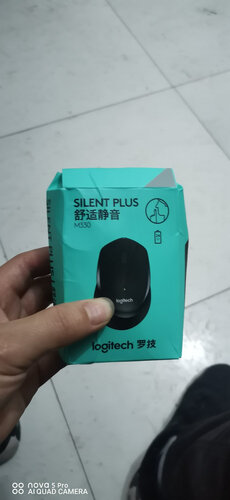 SILENT PLUS
舒适静音
M330
logitech
logitech 罗技
nova 5 Pro
AI QUAD CAMERA